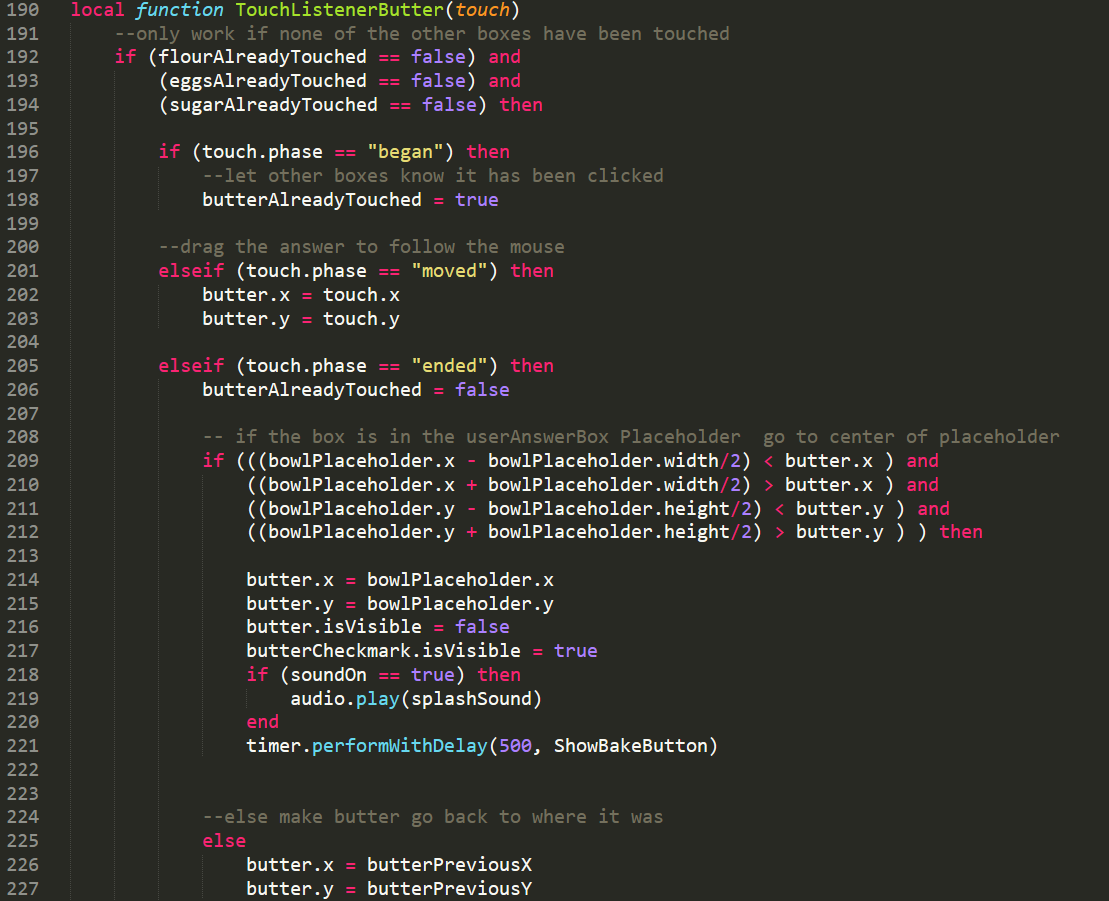 190 local function TouchListenerButter(touch)
191     --only work if none of the other boxes have been touched
192     if (flourAlreadyTouched == false) and
193         (eggsAlreadyTouched == false) and
194         (sugarAlreadyTouched == false) then
195
196         if (touch.phase == "began") then
197             --let other boxes know it has been clicked
198             butterAlreadyTouched = true
199
200         --drag the answer to follow the mouse
201         elseif (touch.phase == "moved") then
202             butter.x = touch.x
203             butter.y = touch.y
204
205         elseif (touch.phase == "ended") then
206             butterAlreadyTouched = false
207
208             -- if the box is in the userAnswerBox Placeholder  go to center of placeholder
209             if (((bowlPlaceholder.x - bowlPlaceholder.width/2) < butter.x ) and
210                 ((bowlPlaceholder.x + bowlPlaceholder.width/2) > butter.x ) and
211                 ((bowlPlaceholder.y - bowlPlaceholder.height/2) < butter.y ) and
212                 ((bowlPlaceholder.y + bowlPlaceholder.height/2) > butter.y ) ) then
213
214                 butter.x = bowlPlaceholder.x
215                 butter.y = bowlPlaceholder.y
216                 butter.isVisible = false
217                 butterCheckmark.isVisible = true
218                 if (soundOn == true) then
219                     audio.play(splashSound)
220                 end
221                 timer.performWithDelay(500, ShowBakeButton)
222
223
224             --else make butter go back to where it was
225             else
226                 butter.x = butterPreviousX
227                 butter.y = butterPreviousY